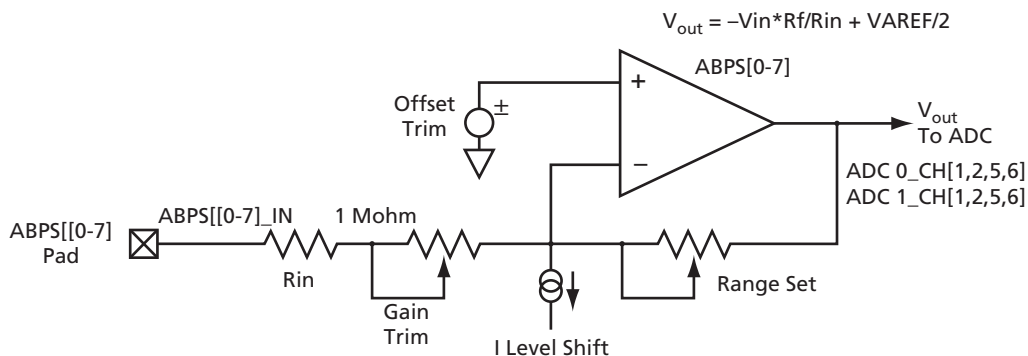 Vout = –Vin*Rf/Rin + VAREF/2
ABPS[0-7]
+
Offset
Trim
±
–
Vout
To ADC
ADC 0_CH[1,2,5,6]
ADC 1_CH[1,2,5,6]
ABPS[[0-7]
Pad
ABPS[[0-7]_IN
1 Mohm
Rin
Gain
Trim
Range Set
I Level Shift